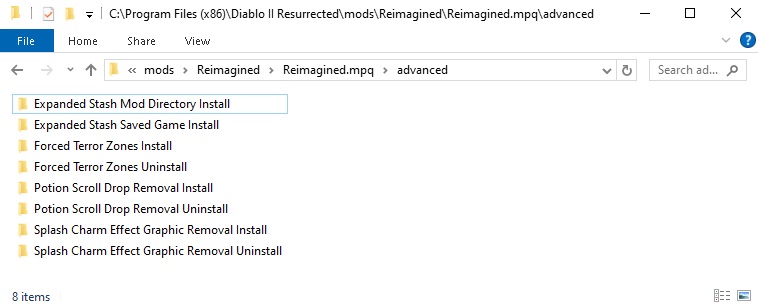 C:\Program Files (x86)\Diablo II Resurrected\mods\Reimagined\Reimagined.mpq\advanced
File Home Share View
« mods Reimagined Reimagined.mpq advanced Search ad...
Expanded Stash Mod Directory Install
Expanded Stash Saved Game Install
Forced Terror Zones Install
Forced Terror Zones Uninstall
Potion Scroll Drop Removal Install
Potion Scroll Drop Removal Uninstall
Splash Charm Effect Graphic Removal Install
Splash Charm Effect Graphic Removal Uninstall
8 items